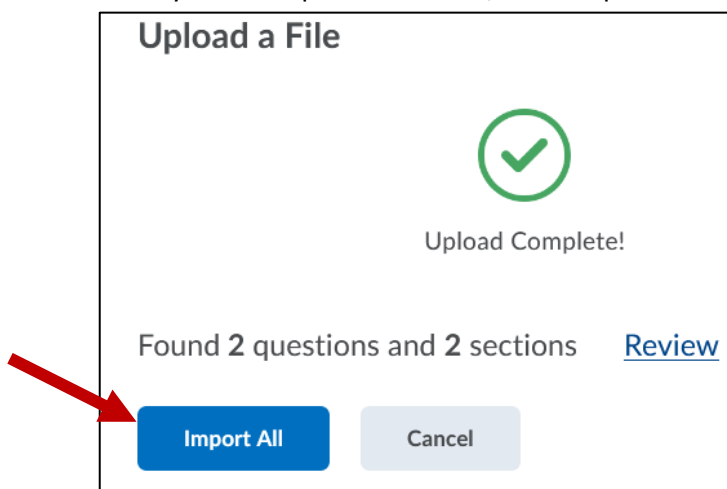 Upload a File
Upload Complete!
Found 2 questions and 2 sections Review
Import All Cancel